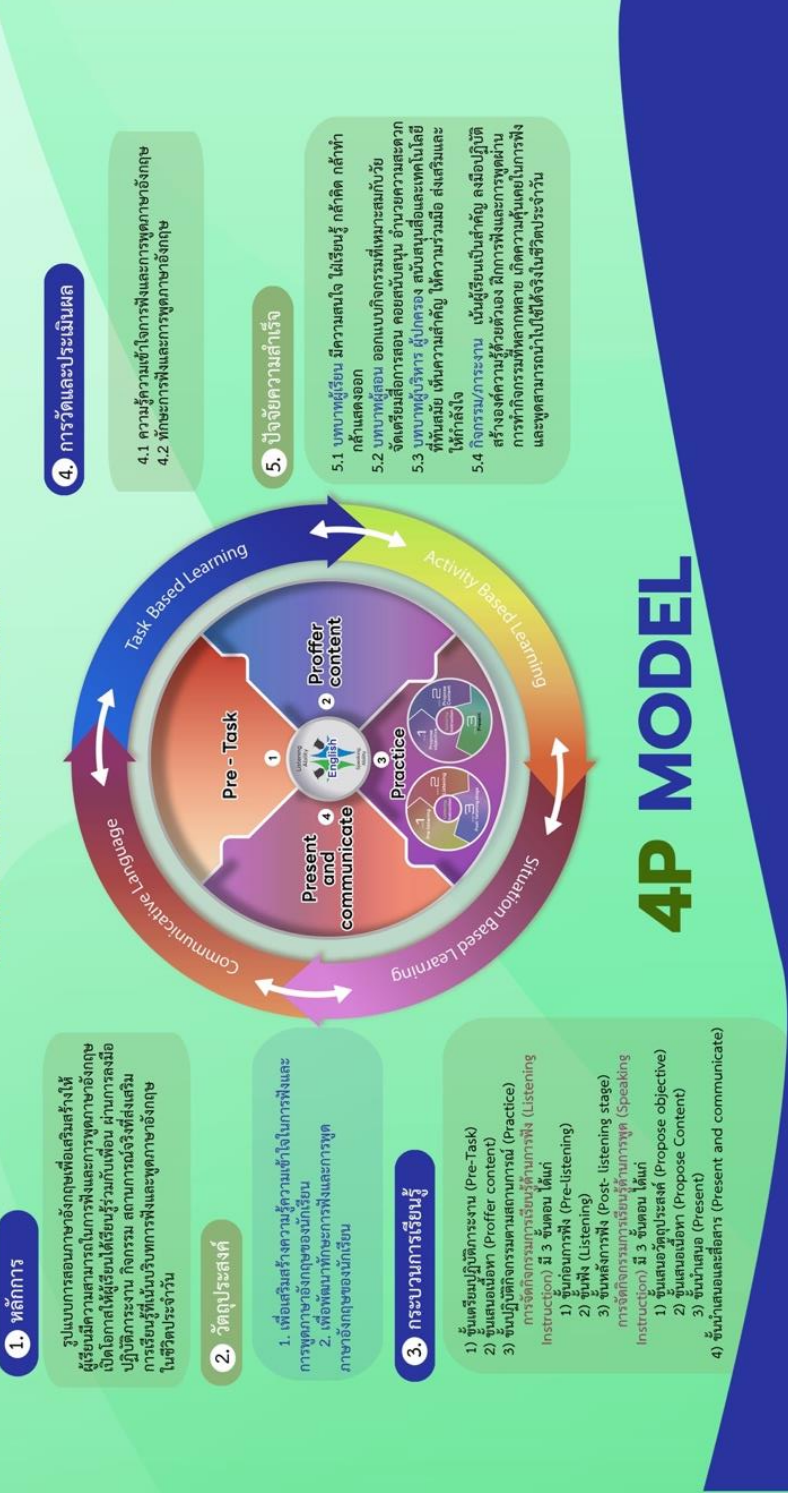 1. หลักการ
รูปแบบการสอนภาษาอังกฤษเพื่อเสริมสร้างให้
ผู้เรียนมีความสามารถในการฟังและการพูดภาษาอังกฤษ
เปิดโอกาสให้ผู้เรียนได้เรียนรู้ร่วมกับเพื่อน ผ่านการลงมือ
ปฏิบัติภาระงาน กิจกรรม สถานการณ์จริงที่ส่งเสริม
การเรียนรู้ที่เน้นบริบทการฟังและพูดภาษาอังกฤษ
ในชีวิตประจำวัน
2. วัตถุประสงค์
1. เพื่อเสริมสร้างความรู้ความเข้าใจในการฟังและ
การพูดภาษาอังกฤษของนักเรียน
2. เพื่อพัฒนาทักษะการฟังและการพูด
ภาษาอังกฤษของนักเรียน
3. กระบวนการเรียนรู้
1) ขั้นเตรียมปฏิบัติภาระงาน (Pre-Task)
2) ขั้นเสนอเนื้อหา (Proffer content)
3) ขั้นปฏิบัติกิจกรรมตามสถานการณ์ (Practice)
การจัดกิจกรรมการเรียนรู้ด้านการฟัง (Listening
Instruction) มี 3 ขั้นตอน ได้แก่
1) ขั้นก่อนการฟัง (Pre-listening)
2) ขั้นฟัง (Listening)
3) ขั้นหลังการฟัง (Post- listening stage)
การจัดกิจกรรมการเรียนรู้ด้านการพูด (Speaking
Instruction) มี 3 ขั้นตอน ได้แก่
1) ขั้นเสนอวัตถุประสงค์ (Propose objective)
2) ขั้นเสนอเนื้อหา (Propose Content)
3) ขั้นนำเสนอ (Present)
4) ขั้นนำเสนอและสื่อสาร (Present and communicate)
Communicative Language
Task Based Learning
Activity Based Learning
Situation Based Learning
Pre - Task
1
Proffer
content
2
3
Practice
4
Present
and
communicate
Listening
Ability
English
Speaking
Ability
1
Pre-listening
2
Listening
3
Post-listening stage
1
Propose
objective
2
Propose
Content
3
Present
4P MODEL
4. การวัดและประเมินผล
4.1 ความรู้ความเข้าใจการฟังและการพูดภาษาอังกฤษ
4.2 ทักษะการฟังและการพูดภาษาอังกฤษ
5. ปัจจัยความสำเร็จ
5.1 บทบาทผู้เรียน มีความสนใจ ใฝ่เรียนรู้ กล้าคิด กล้าทำ
กล้าแสดงออก
5.2 บทบาทผู้สอน ออกแบบกิจกรรมที่เหมาะสมกับวัย
จัดเตรียมสื่อการสอน คอยสนับสนุน อำนวยความสะดวก
5.3 บทบาทผู้บริหาร ผู้ปกครอง สนับสนุนสื่อและเทคโนโลยี
ที่ทันสมัย เห็นความสำคัญ ให้ความร่วมมือ ส่งเสริมและ
ให้กำลังใจ
5.4 กิจกรรม/ภาระงาน เน้นผู้เรียนเป็นสำคัญ ลงมือปฏิบัติ
สร้างองค์ความรู้ด้วยตัวเอง ฝึกการฟังและการพูดผ่าน
การทำกิจกรรมที่หลากหลาย เกิดความคุ้นเคยในการฟัง
และพูดสามารถนำไปใช้ได้จริงในชีวิตประจำวัน